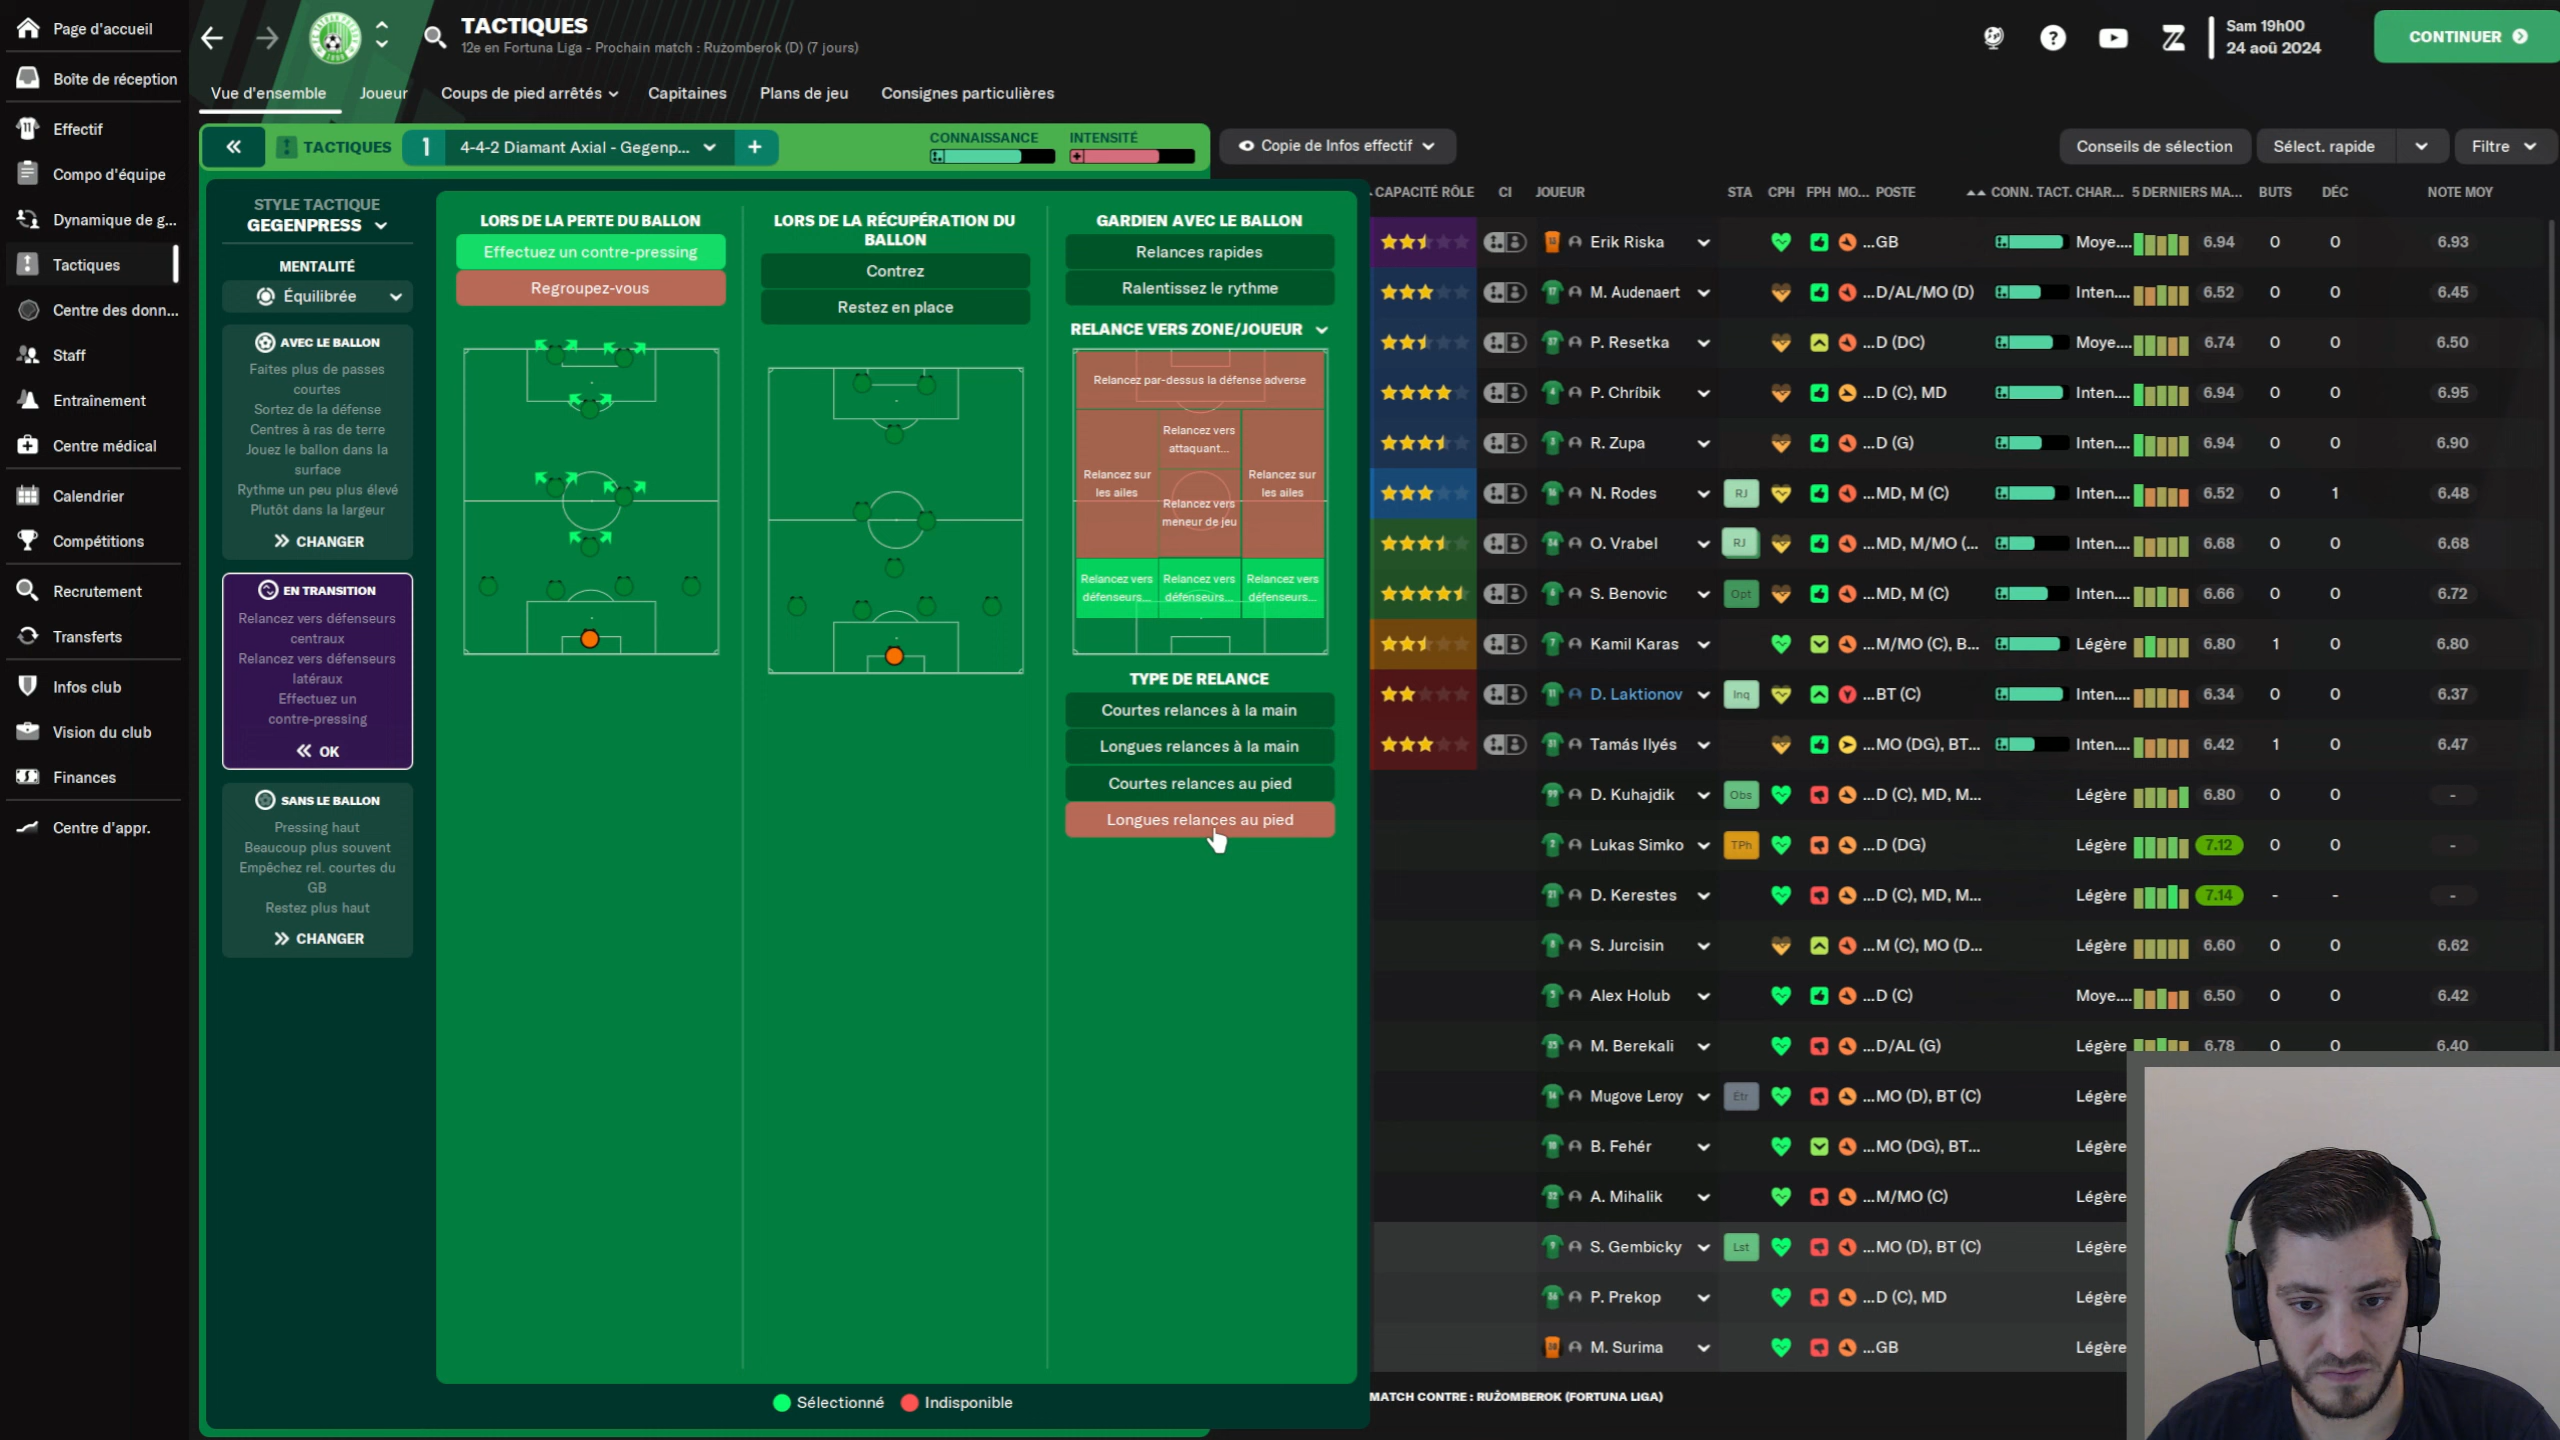 Page d'accueil
Boîte de réception
Effectif
Compo d'équipe
Dynamique de g...
Tactiques
Centre des donn...
Staff
Entraînement
Centre médical
Calendrier
Compétitions
Recrutement
Transferts
Infos club
Vision du club
Finances
Centre d'appr.
TACTIQUES
12e en Fortuna Liga - Prochain match : Ružomberok (D) (7 jours)
Sam 19h00
24 aoû 2024
CONTINUER
Vue d'ensemble
Joueur
Coups de pied arrêtés
Capitaines
Plans de jeu
Consignes particulières
TACTIQUES
1
4-4-2 Diamant Axial - Gegenp...
CONNAISSANCE
INTENSITÉ
Copie de Infos effectif
Conseils de sélection
Sélect. rapide
Filtre
STYLE TACTIQUE
GEGENPRESS
MENTALITÉ
Équilibrée
AVEC LE BALLON
Faites plus de passes
courtes
Sortez de la défense
Centres à ras de terre
Jouez le ballon dans la
surface
Rythme un peu plus élevé
Plutôt dans la largeur
CHANGER
EN TRANSITION
Relancez vers défenseurs
centraux
Relancez vers défenseurs
latéraux
Effectuez un
contre-pressing
OK
SANS LE BALLON
Pressing haut
Beaucoup plus souvent
Empêchez rel. courtes du
GB
Restez plus haut
CHANGER
LORS DE LA PERTE DU BALLON
Effectuez un contre-pressing
Regroupez-vous
LORS DE LA RÉCUPÉRATION DU
BALLON
Contrez
Restez en place
GARDIEN AVEC LE BALLON
Relances rapides
Ralentissez le rythme
RELANCE VERS ZONE/JOUEUR
Relancez par-dessus la défense adverse
Relancez vers
attaquant...
Relancez sur
les ailes
Relancez sur
les ailes
Relancez vers
meneur de jeu
Relancez vers
défenseurs...
Relancez vers
défenseurs...
Relancez vers
défenseurs...
TYPE DE RELANCE
Courtes relances à la main
Longues relances à la main
Courtes relances au pied
Longues relances au pied
Sélectionné
Indisponible
CAPACITÉ RÔLE CI JOUEUR STA CPH FPH MO... POSTE CONN. TACT. CHAR... 5 DERNIERS MA... BUTS DÉC NOTE MOY
Erik Riska ...GB Moye.... 6.94 0 0 6.93
M. Audenaert ...D/AL/MO (D) Inten.... 6.52 0 0 6.45
P. Resetka ...D (DC) Moye.... 6.74 0 0 6.50
P. Chríbik ...D (C), MD Inten.... 6.94 0 0 6.95
R. Zupa ...D (G) Inten.... 6.94 0 0 6.90
N. Rodes RJ ...MD, M (C) Inten.... 6.52 0 1 6.48
O. Vrabel RJ ...MD, M/MO (... Inten.... 6.68 0 0 6.68
S. Benovic Opt ...MD, M (C) Inten.... 6.66 0 0 6.72
Kamil Karas ...M/MO (C), B... Légère 6.80 1 0 6.80
D. Laktionov Inq ...BT (C) Inten.... 6.34 0 0 6.37
Tamás Ilyés ...MO (DG), BT... Inten.... 6.42 1 0 6.47
D. Kuhajdik Obs ...D (C), MD, M... Légère 6.80 0 0 -
Lukas Simko TPh ...D (DG) Légère 7.12 0 0 -
D. Kerestes ...D (C), MD, M... Légère 7.14 - - -
S. Jurcisin ...M (C), MO (D... Légère 6.60 0 0 6.62
Alex Holub ...D (C) Moye.... 6.50 0 0 6.42
M. Berekali ...D/AL (G) Légère 6.78 0 0 6.40
Mugove Leroy Etr ...MO (D), BT (C) Légère
B. Fehér ...MO (DG), BT... Légère
A. Mihalik ...M/MO (C) Légère
S. Gembicky Lst ...MO (D), BT (C) Légère
P. Prekop ...D (C), MD Légère
M. Surima ...GB Légère
MATCH CONTRE : RUŽOMBEROK (FORTUNA LIGA)